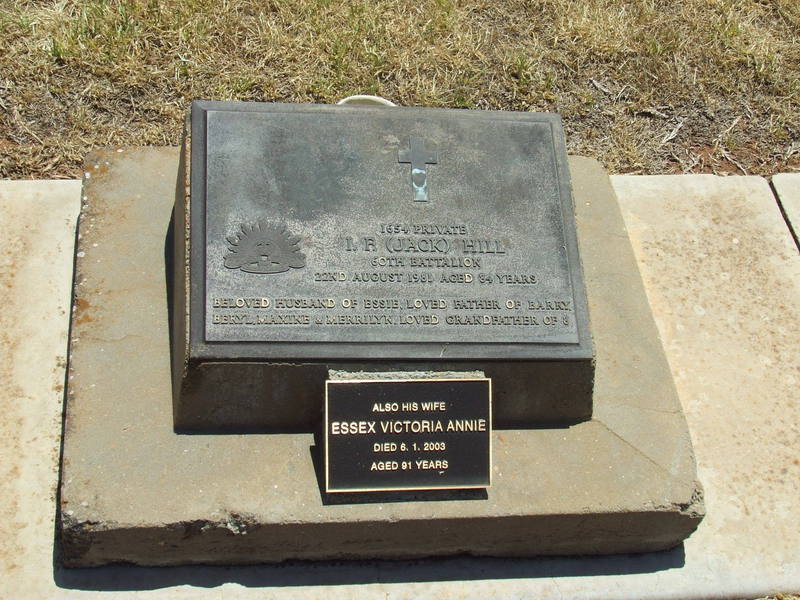 1654 PRIVATE
I. F. (JACK) HILL
60TH BATTALION
22ND AUGUST 1981 AGED 84 YEARS
BELOVED HUSBAND OF ESSIE, LOVED FATHER OF BARRY,
BERYL, MAXINE & MERRILYN. LOVED GRANDFATHER OF 8
ALSO HIS WIFE
ESSEX VICTORIA ANNIE
DIED 6. 1. 2003
AGED 91 YEARS